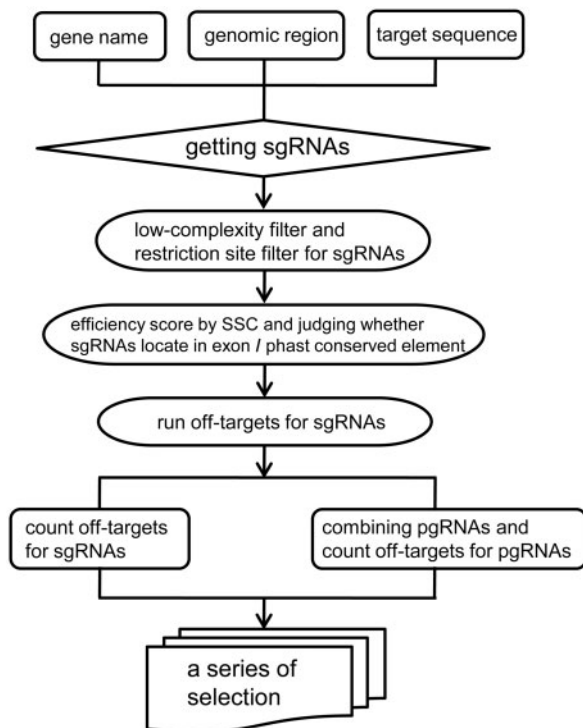 gene name
genomic region
target sequence
getting sgRNAs
low-complexity filter and
restriction site filter for sgRNAs
efficiency score by SSC and judging whether
sgRNAs locate in exon / phast conserved element
run off-targets for sgRNAs
count off-targets
for sgRNAs
combining pgRNAs and
count off-targets for pgRNAs
a series of
selection